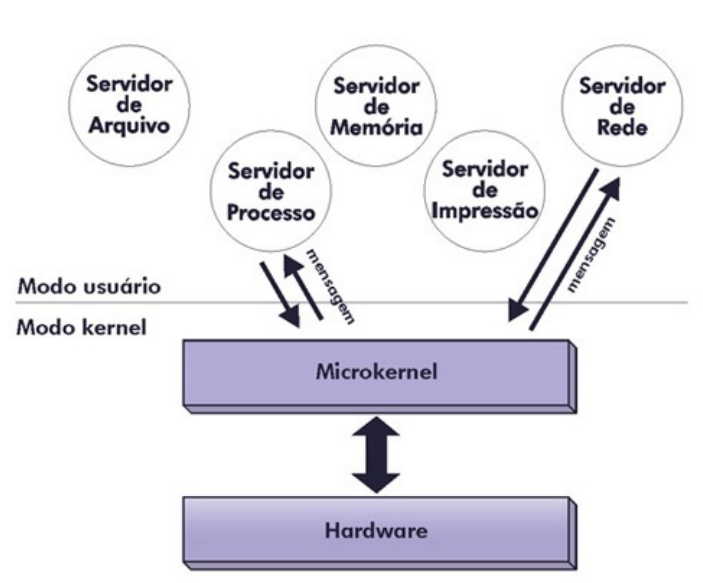 Servidor
de
Arquivo
Servidor
de
Memória
Servidor
de
Rede
Servidor
de
Processo
Servidor
de
Impressão
mensagem
mensagem
Modo usuário
Modo kernel
Microkernel
Hardware